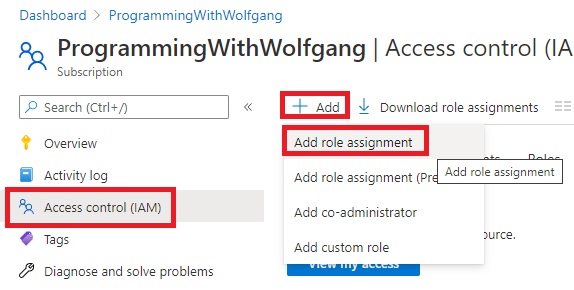 Dashboard > ProgrammingWithWolfgang >
ProgrammingWithWolfgang | Access control (IA
Subscription
Search (Ctrl+/) «
+ Add Download role assignments
Overview
Add role assignment
Activity log
Add role assignment (Pre
Add role assignment
Roles
Access control (IAM)
Add co-administrator
Tags
Add custom role
Diagnose and solve problems
View my access